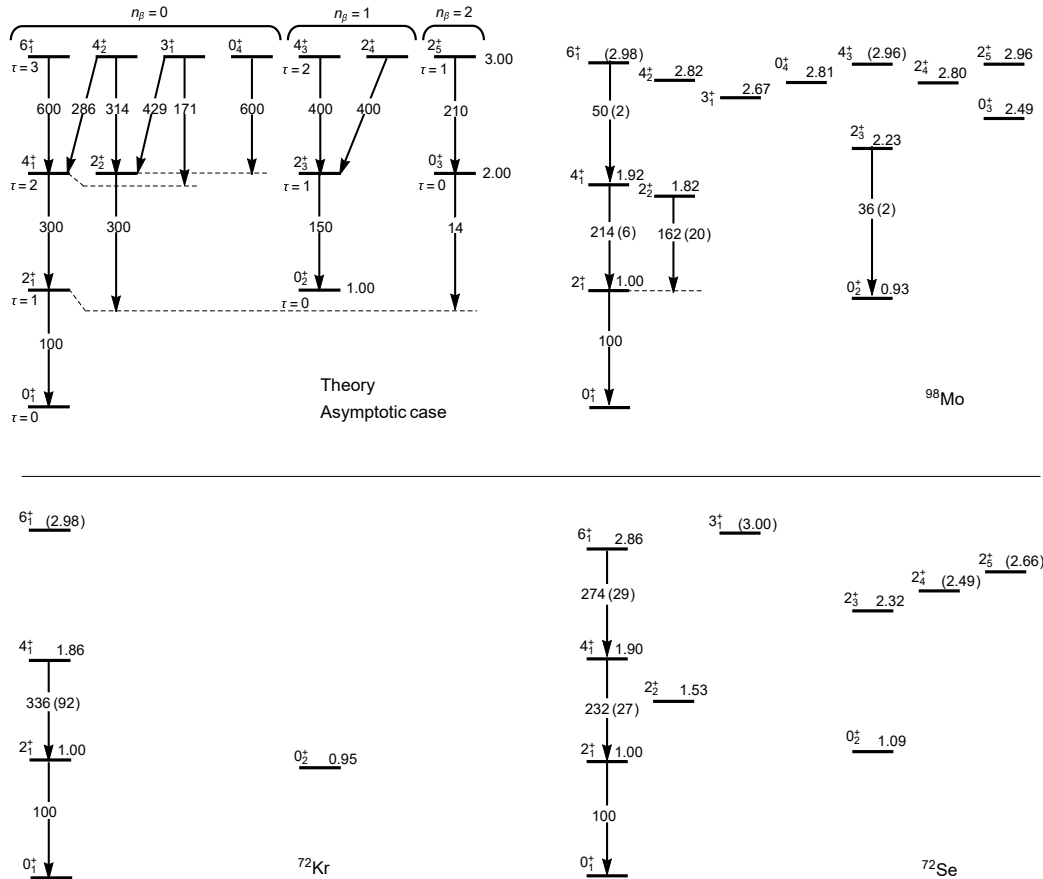 nβ = 0 nβ = 1 nβ = 2
6₁⁺ 4₂⁺ 3₁⁺ 0₄⁺ 4₃⁺ 2₄⁺ 2₅⁺ 3.00
τ = 3 τ = 2 τ = 1
600 286 314 429 171 600 400 400 210
4₁⁺ 2₂⁺ 2₃⁺ 0₃⁺ 2.00
τ = 2 τ = 1 τ = 0
300 300 150 14
2₁⁺ 0₂⁺ 1.00
τ = 1 τ = 0
100
0₁⁺
τ = 0
Theory
Asymptotic case
6₁⁺ (2.98) 4₂⁺ 2.82 3₁⁺ 2.67 0₄⁺ 2.81 4₃⁺ (2.96) 2₄⁺ 2.80 2₅⁺ 2.96
0₃⁺ 2.49
50 (2)
2₃⁺ 2.23
4₁⁺ 1.92 2₂⁺ 1.82
214 (6) 162 (20) 36 (2)
2₁⁺ 1.00 0₂⁺ 0.93
100
0₁⁺
⁹⁸Mo
6₁⁺ (2.98)
4₁⁺ 1.86
336 (92)
2₁⁺ 1.00 0₂⁺ 0.95
100
0₁⁺
⁷²Kr
6₁⁺ 2.86 3₁⁺ (3.00)
2₃⁺ 2.32 2₄⁺ (2.49) 2₅⁺ (2.66)
274 (29)
4₁⁺ 1.90 2₂⁺ 1.53
232 (27)
2₁⁺ 1.00 0₂⁺ 1.09
100
0₁⁺
⁷²Se